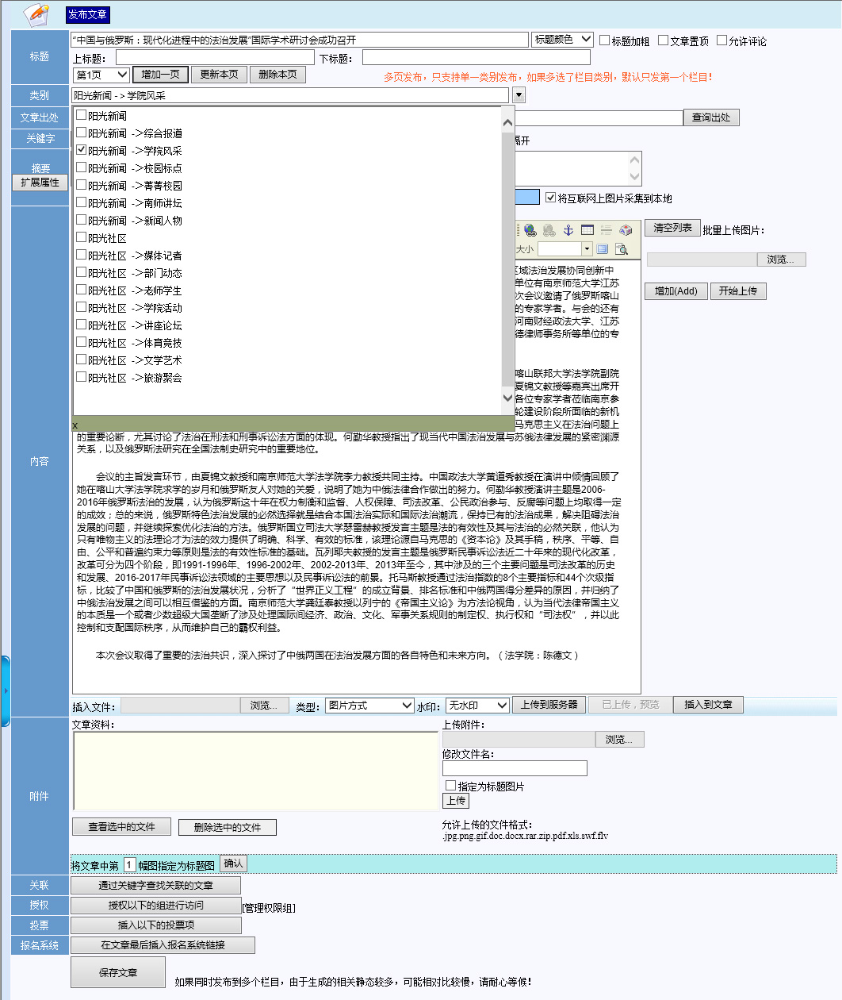 发布文章
标题
“中国与俄罗斯：现代化进程中的法治发展”国际学术研讨会成功召开
标题颜色
标题加粗 文章置顶 允许评论
上标题： 下标题：
第1页 增加一页 更新本页 删除本页 多页发布，只支持单一类别发布，如果多选了栏目类别，默认只发第一个栏目！
类别 阳光新闻 -> 学院风采
文章出处 查询出处
关键字 隔开
摘要
扩展属性
将互联网上图片采集到本地
阳光新闻
阳光新闻 ->综合报道
阳光新闻 ->学院风采
阳光新闻 ->校园标点
阳光新闻 ->菁菁校园
阳光新闻 ->南师讲坛
阳光新闻 ->新闻人物
阳光社区
阳光社区 ->媒体记者
阳光社区 ->部门动态
阳光社区 ->老师学生
阳光社区 ->学院活动
阳光社区 ->讲座论坛
阳光社区 ->体育竞技
阳光社区 ->文学艺术
阳光社区 ->旅游聚会
x
清空列表 批量上传图片：
大小
浏览...
增加(Add) 开始上传
内容
区域法治发展协同创新中
单位有南京师范大学江苏
次会议邀请了俄罗斯喀山
的专家学者。与会的还有
河南财经政法大学、江苏
德律师事务所等单位的专
喀山联邦大学法学院副院
夏锦文教授等嘉宾出席开
各位专家学者莅临南京参
轮建设阶段所面临的新机
马克思主义在法治问题上
的重要论断，尤其讨论了法治在刑法和刑事诉讼法方面的体现。何勤华教授指出了现当代中国法治发展与苏俄法律发展的紧密渊源
关系，以及俄罗斯法研究在全国法制史研究中的重要地位。
会议的主旨发言环节，由夏锦文教授和南京师范大学法学院李力教授共同主持。中国政法大学黄道秀教授在演讲中倾情回顾了
她在喀山大学法学院求学的岁月和俄罗斯友人对她的关爱，说明了她为中俄法律合作做出的努力。何勤华教授演讲主题是2006-
2016年俄罗斯法治的发展，认为俄罗斯这十年在权力制衡和监督、人权保障、司法改革、公民政治参与、反腐等问题上均取得一定
的成效；总的来说，俄罗斯特色法治发展的必然选择就是结合本国法治实际和国际法治潮流，保持已有的法治成果，解决阻碍法治
发展的问题，并继续探索优化法治的方法。俄罗斯国立司法大学瑟雷赫教授发言主题是法的有效性及其与法治的必然关联，他认为
只有唯物主义的法理论才为法的效力提供了明确、科学、有效的标准，该理论源自马克思的《资本论》及其手稿，秩序、平等、自
由、公平和普遍约束力等原则是法的有效性标准的基础。瓦列耶夫教授的发言主题是俄罗斯民事诉讼法近二十年来的现代化改革，
改革可分为四个阶段，即1991-1996年、1996-2002年、2002-2013年、2013年至今，其中涉及的三个主要问题是司法改革的历史
和发展、2016-2017年民事诉讼法领域的主要思想以及民事诉讼法的前景。托马斯教授通过法治指数的8个主要指标和44个次级指
标，比较了中国和俄罗斯的法治发展状况，分析了“世界正义工程”的成立背景、排名标准和中俄两国得分差异的原因，并归纳了
中俄法治发展之间可以相互借鉴的方面。南京师范大学龚廷泰教授以列宁的《帝国主义论》为方法论视角，认为当代法律帝国主义
的本质是一个或者少数超级大国垄断了涉及处理国际间经济、政治、文化、军事关系规则的制定权、执行权和“司法权”，并以此
控制和支配国际秩序，从而维护自己的霸权利益。
本次会议取得了重要的法治共识，深入探讨了中俄两国在法治发展方面的各自特色和未来方向。（法学院：陈德文）
插入文件： 浏览... 类型： 图片方式 水印： 无水印 上传到服务器 已上传，预览 插入到文章
附件
文章资料： 上传附件：
浏览...
修改文件名：
指定为标题图片
上传
查看选中的文件 删除选中的文件
允许上传的文件格式：
.jpg.png.gif.doc.docx.rar.zip.pdf.xls.swf.flv
将文章中第 1 幅图指定为标题图 确认
关联 通过关键字查找关联的文章
授权 授权以下的组进行访问 [管理权限组]
投票 插入以下的投票项
报名系统 在文章最后插入报名系统链接
保存文章 如果同时发布到多个栏目，由于生成的相关静态较多，可能相对比较慢，请耐心等候！